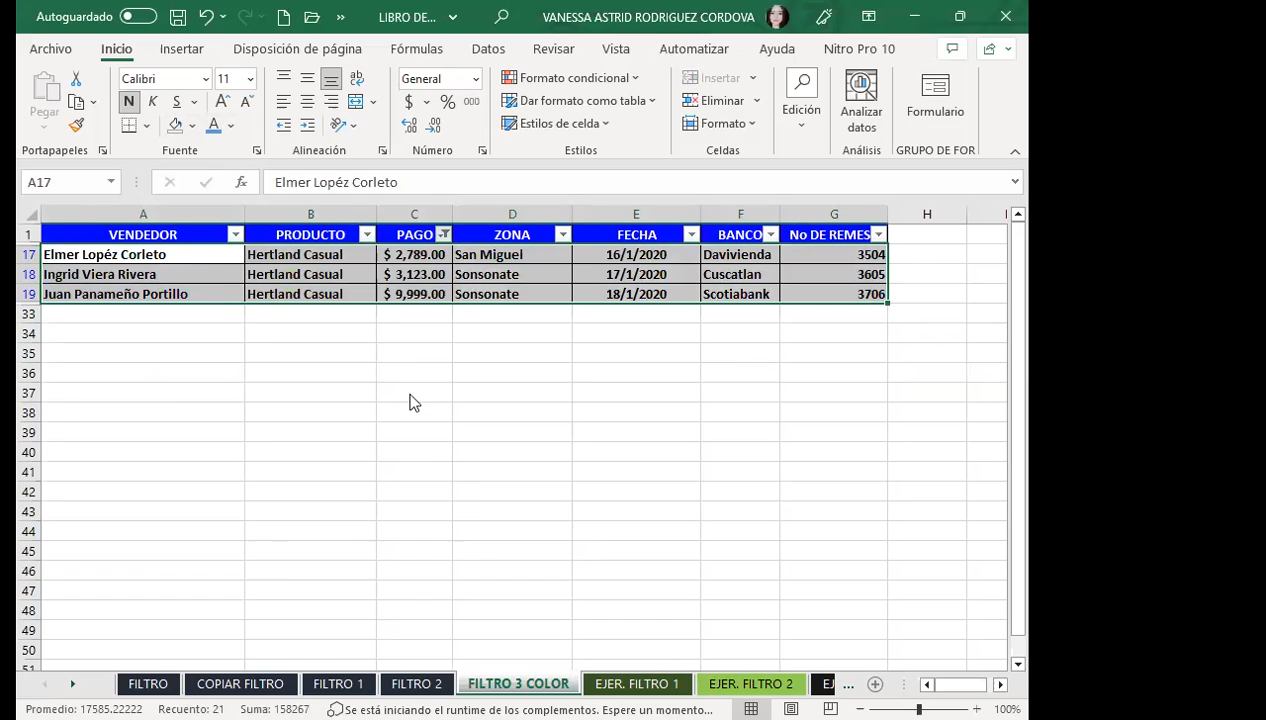 Autoguardado LIBRO DE... VANESSA ASTRID RODRIGUEZ CORDOVA
Archivo Inicio Insertar Disposición de página Fórmulas Datos Revisar Vista Automatizar Ayuda Nitro Pro 10
Pegar Calibri 11 General Formato condicional Insertar Edición Analizar datos Formulario
N K S $ % 000 Dar formato como tabla Eliminar
Estilos de celda Formato
Portapapeles Fuente Alineación Número Estilos Celdas Análisis GRUPO DE FOR
A17 fx Elmer Lopéz Corleto
A B C D E F G H I
1 VENDEDOR PRODUCTO PAGO ZONA FECHA BANCO No DE REMES
17 Elmer Lopéz Corleto Hertland Casual $ 2,789.00 San Miguel 16/1/2020 Davivienda 3504
18 Ingrid Viera Rivera Hertland Casual $ 3,123.00 Sonsonate 17/1/2020 Cuscatlan 3605
19 Juan Panameño Portillo Hertland Casual $ 9,999.00 Sonsonate 18/1/2020 Scotiabank 3706
33
34
35
36
37
38
39
40
41
42
43
44
45
46
47
48
49
50
51
FILTRO COPIAR FILTRO FILTRO 1 FILTRO 2 FILTRO 3 COLOR EJER. FILTRO 1 EJER. FILTRO 2 EJ ...
Promedio: 17585.22222 Recuento: 21 Suma: 158267 Se está iniciando el runtime de los complementos. Espere un momento... 100%